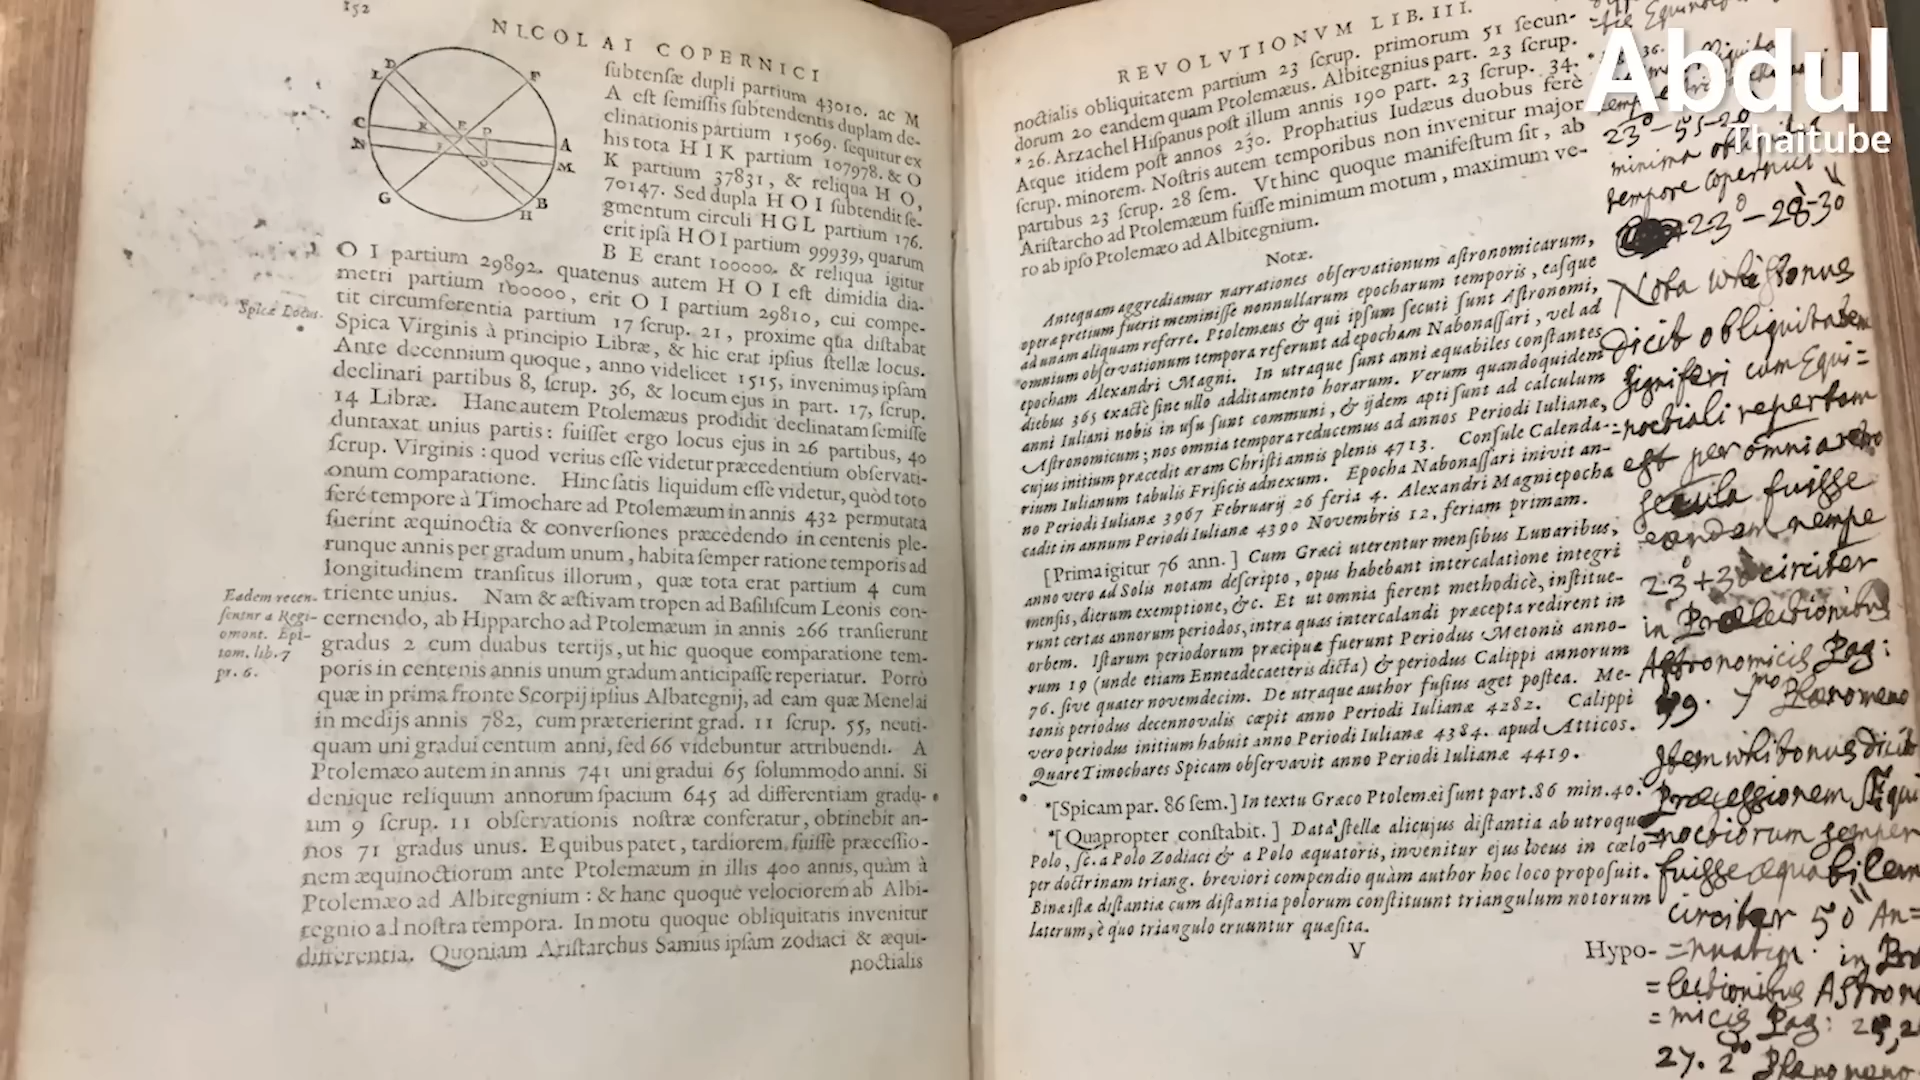 152
NICOLAI COPERNICI
D
L
F
C
N
A
M
G
B
H
subtensæ dupli partium 43010. ac M
A est semissis subtendentis duplam de-
clinationis partium 15069. sequitur ex
his tota H I K partium 107978. & O
K partium 37831, & reliqua H O,
70147. Sed dupla H O I subtendit se-
gmentum circuli H G L partium 176.
erit ipsa H O I partium 99939, quarum
B E erant 100000. & reliqua igitur
O I partium 29892. quatenus autem H O I est dimidia dia-
metri partium 100000, erit O I partium 29810, cui compe-
tit circumferentia partium 17 scrup. 21, proxime qua distabat
Spica Virginis à principio Libræ, & hic erat ipsius stellæ locus.
Spicæ Locus.
Ante decennium quoque, anno videlicet 1515, invenimus ipsam
declinari partibus 8, scrup. 36, & locum ejus in part. 17, scrup.
14 Libræ. Hanc autem Ptolemæus prodidit declinatam semisse
duntaxat unius partis: fuisset ergo locus ejus in 26 partibus, 40
scrup. Virginis: quod verius esse videtur præcedentium observati-
onum comparatione. Hinc satis liquidum esse videtur, quòd toto
feré tempore à Timochare ad Ptolemæum in annis 432 permutata
fuerint æquinoctia & conversiones præcedendo in centenis ple-
runque annis per gradum unum, habita semper ratione temporis ad
longitudinem transitus illorum, quæ tota erat partium 4 cum
triente unius. Nam & æstivam tropen ad Basiliscum Leonis con-
cernendo, ab Hipparcho ad Ptolemæum in annis 266 transierunt
gradus 2 cum duabus tertijs, ut hic quoque comparatione tem-
poris in centenis annis unum gradum anticipasse reperiatur. Porrò
Eadem recen-
sentur a Regi-
omont. Epi-
tom. lib. 7
pr. 6.
quæ in prima fronte Scorpij ipsius Albategnij, ad eam quæ Menelai
in medijs annis 782, cum præterierint grad. 11 scrup. 55, neuti-
quam uni gradui centum anni, sed 66 videbuntur attribuendi. A
Ptolemæo autem in annis 741 uni gradui 65 solummodo anni. Si
denique reliquum annorum spacium 645 ad differentiam gradu-
um 9 scrup. 11 observationis nostræ conferatur, obtinebit an-
nos 71 gradus unus. E quibus patet, tardiorem fuisse præcessio-
nem æquinoctiorum ante Ptolemæum in illis 400 annis, quàm à
Ptolemæo ad Albitegnium: & hanc quoque velociorem ab Albi-
tegnio ad nostra tempora. In motu quoque obliquitatis invenitur
differentia. Quoniam Aristarchus Samius ipsam zodiaci & æqui-
noctialis
REVOLVTIONVM LIB. III.
noctialis obliquitatem partium 23 scrup. primorum 51 secun-
dorum 20 eandem quam Ptolemæus. Albitegnius part. 23 scrup.
* 26. Arzachel Hispanus post illum annis 190 part. 23 scrup. 34.
Atque itidem post annos 230. Prophatius Iudæus duobus ferè
scrup. minorem. Nostris autem temporibus non invenitur major
partibus 23 scrup. 28 sem. Vt hinc quoque manifestum sit, ab
Aristarcho ad Ptolemæum fuisse minimum motum, maximum ve-
ro ab ipso Ptolemæo ad Albitegnium.
Notæ.
Antequam aggrediamur narrationes observationum astronomicarum,
operæ pretium fuerit meminisse nonnullarum epocharum temporis, easque
ad unam aliquam referre. Ptolemæus & qui ipsum secuti sunt Astronomi,
omnium observationum tempora referunt ad epocham Nabonassari, vel ad
epocham Alexandri Magni. In utraque sunt anni æquabiles constantes
diebus 365 exactè sine ullo additamento horarum. Verum quandoquidem
anni Iuliani nobis in usu sunt communi, & ijdem apti sunt ad calculum
Astronomicum; nos omnia tempora reducemus ad annos Periodi Iulianæ,
cujus initium præcedit æram Christi annis plenis 4713. Consule Calenda-
rium Iulianum tabulis Frisicis adnexum. Epocha Nabonassari inivit an-
no Periodi Iulianæ 3967 Februarij 26 feria 4. Alexandri Magni epocha
cadit in annum Periodi Iulianæ 4390 Novembris 12, feriam primam.
[Prima igitur 76 ann.] Cum Græci uterentur mensibus Lunaribus,
anno vero ad Solis notam descripto, opus habebant intercalatione integri
mensis, dierum exemptione, &c. Et ut omnia fierent methodicè, institue-
runt certas annorum periodos, intra quas intercalandi præcepta redirent in
orbem. Istarum periodorum præcipuæ fuerunt Periodus Metonis anno-
rum 19 (unde etiam Enneadecaeteris dicta) & periodus Calippi annorum
76. sive quater novemdecim. De utraque author fusius aget postea. Me-
tonis periodus decennovalis cœpit anno Periodi Iulianæ 4282. Calippi
vero periodus initium habuit anno Periodi Iulianæ 4384. apud Atticos.
Quare Timochares Spicam observavit anno Periodi Iulianæ 4419.
*[Spicam par. 86 sem.] In textu Græco Ptolemæi sunt part. 86 min. 40.
*[Quapropter constabit.] Data stellæ alicujus distantia ab utroque
Polo, sc. a Polo Zodiaci & a Polo æquatoris, invenitur ejus locus in cœlo
per doctrinam triang. breviori compendio quàm author hoc loco proposuit.
Binæ istæ distantiæ cum distantia polorum constituunt triangulum notorum
laterum, è quo triangulo eruuntur quæsita.
V
Hypo-
23° - 51 - 20
minima
tempore Copernici
23° - 28 - 30
Nota Whistonus
dicit obliquitatem
signiferi cum Equi=
=noctiali repertam
est per omnia retro
secula fuisse
eandem nempe
23° + 30 circiter
in Prælectionibus
Astronomicis Pag:
99. 7mo Phænomeno
Item Whistonus dicit
Præcessionem Æqui
=noctiorum semper
fuisse æquabilem
circiter 50" An=
=nuatim in Præ
=lectionibus Astrono
=micis Pag:
27. 2do Phænomeno
Abdul
Thaitube